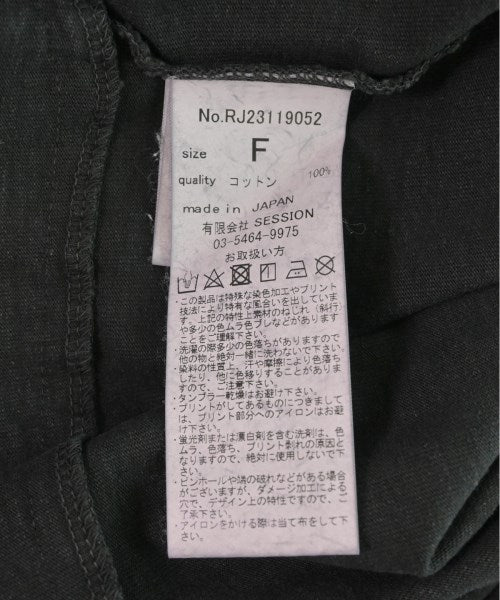 No.RJ23119052
size F
quality コットン 100%
made in JAPAN
有限会社 SESSION
03-5464-9975
お取扱い方
・この製品は特殊な染色加工やプリント
技法により特有な風合いを出していま
す。上記の特性上素材のねじれ（斜行）
や多少の色ムラ色ブレなどがあります
ことをご理解下さい。
・洗濯の際多少の色落ちがありますので
他の物と絶対一緒に洗わないで下さい。
・染料の性質上、汗や摩擦により色落ち
したり、他に色移りすることがありま
すので、ご注意下さい。
・タンブラー乾燥はお避け下さい。
・プリントがしてあるものにつきまして
は、プリント部分へのアイロンはお避
け下さい。
・蛍光剤または漂白剤を含む洗剤は、色
ムラ、色落ち、プリント剥れの原因と
なりますので、絶対に使用しないで下
さい。
・ピンホールや端の破れなどがある場合
がございますが、ダメージ加工による
穴で、デザイン上の特性ですので、ご
了承下さい。
・アイロンをかける際は当て布をして下
さい。